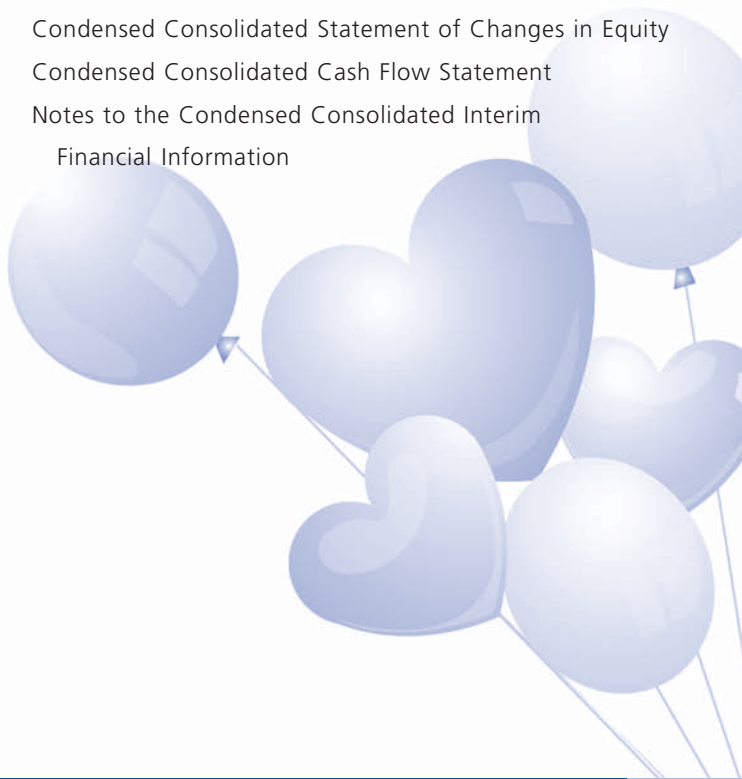 Condensed Consolidated Statement of Changes in Equity
Condensed Consolidated Cash Flow Statement
Notes to the Condensed Consolidated Interim
Financial Information